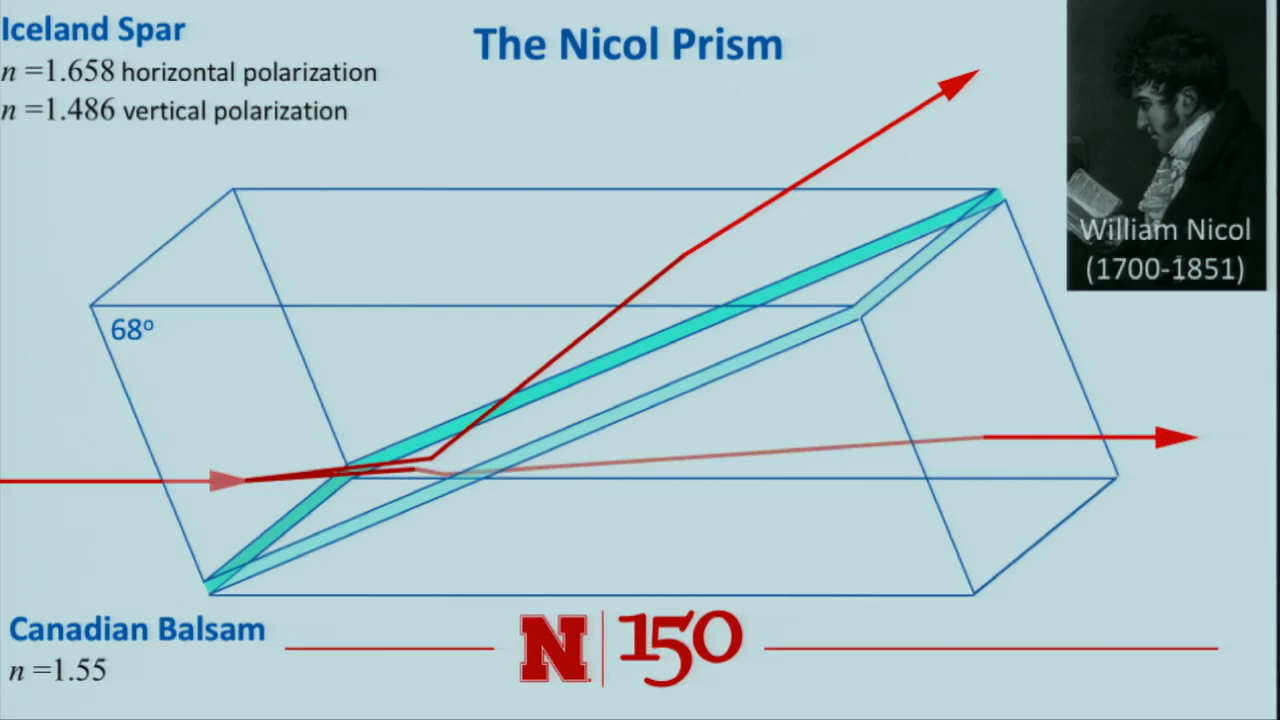 Iceland Spar
n =1.658 horizontal polarization
n =1.486 vertical polarization
The Nicol Prism
William Nicol
(1700-1851)
68º
Canadian Balsam
n =1.55
N 150